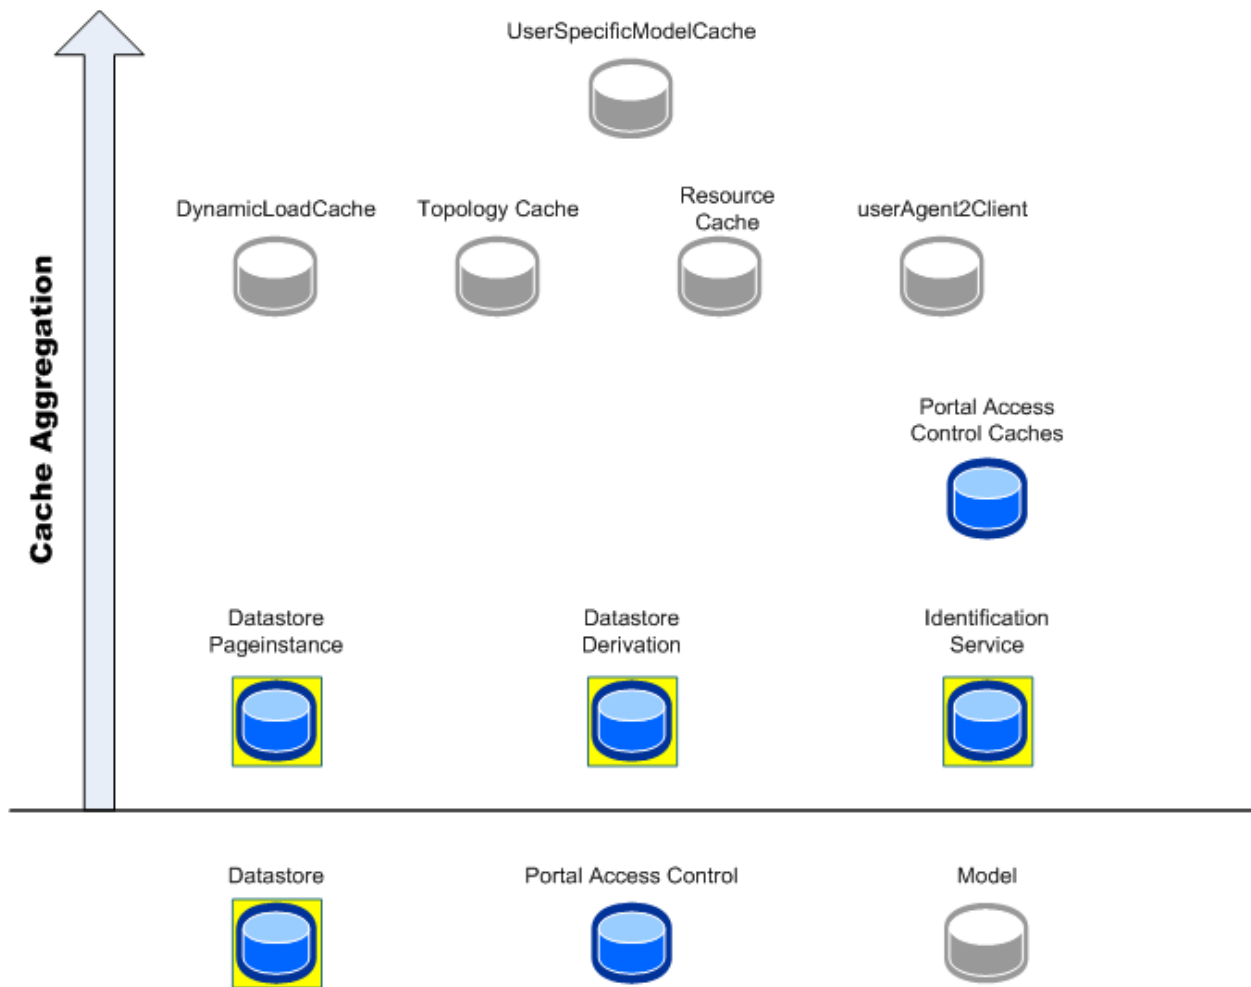 UserSpecificModelCache
DynamicLoadCache
Topology Cache
Resource
Cache
userAgent2Client
Cache Aggregation
Portal Access
Control Caches
Datastore
Pageinstance
Datastore
Derivation
Identification
Service
Datastore
Portal Access Control
Model